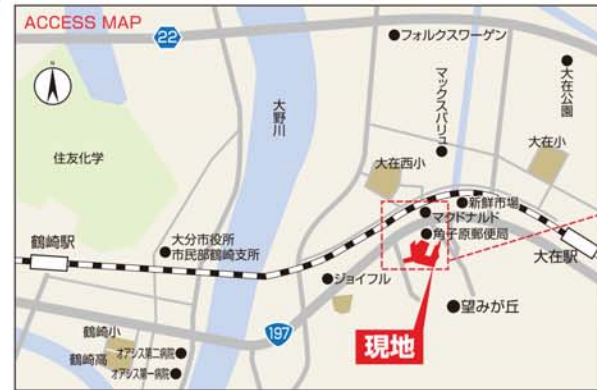 ACCESS MAP
22
フォルクスワーゲン
N
大在公園
マックスバリュ
大野川
住友化学
大在西小
大在小
新鮮市場
マクドナルド
角子原郵便局
鶴崎駅
大分市役所
市民部鶴崎支所
大在駅
ジョイフル
望みが丘
197
鶴崎小
現地
オアシス第二病院
鶴崎高
オアシス第一病院